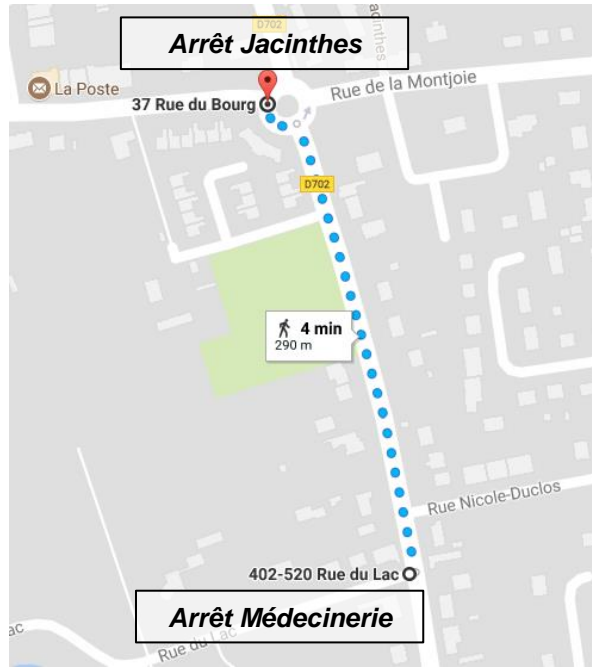 D702
Arrêt Jacinthes
La Poste
37 Rue du Bourg
Rue de la Montjoie
D702
4 min
290 m
Rue Nicole-Duclos
402-520 Rue du Lac
Arrêt Médecinerie
Rue du Lac